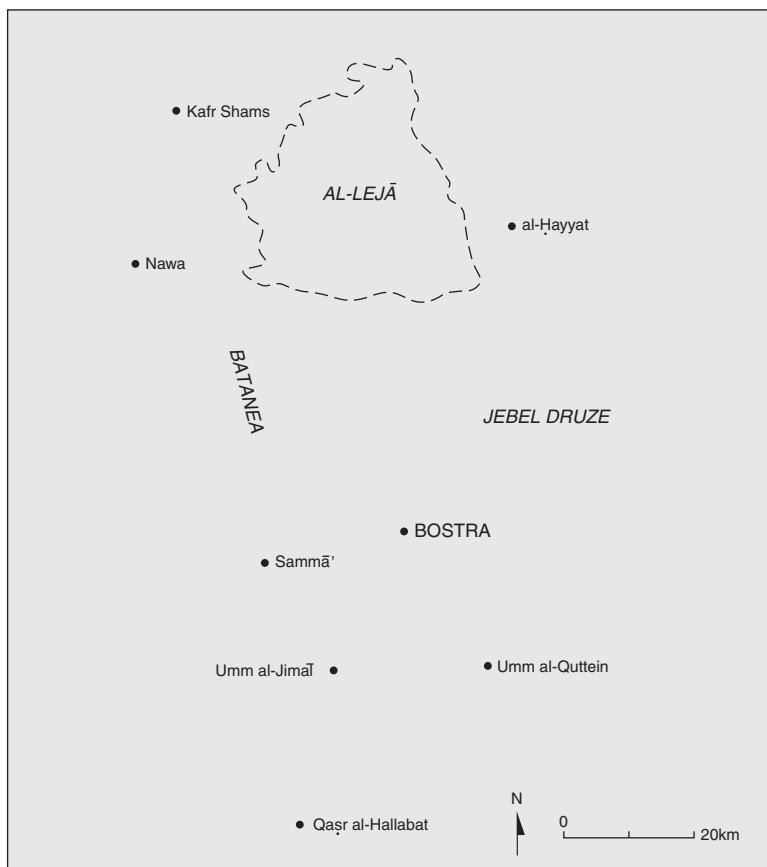 Kafr Shams
AL-LEJĀ
al-Ḥayyat
Nawa
BATANEA
JEBEL DRUZE
BOSTRA
Sammā’
Umm al-Jimal̄
Umm al-Quttein
Qaṣr al-Hallabat
N
0
20km